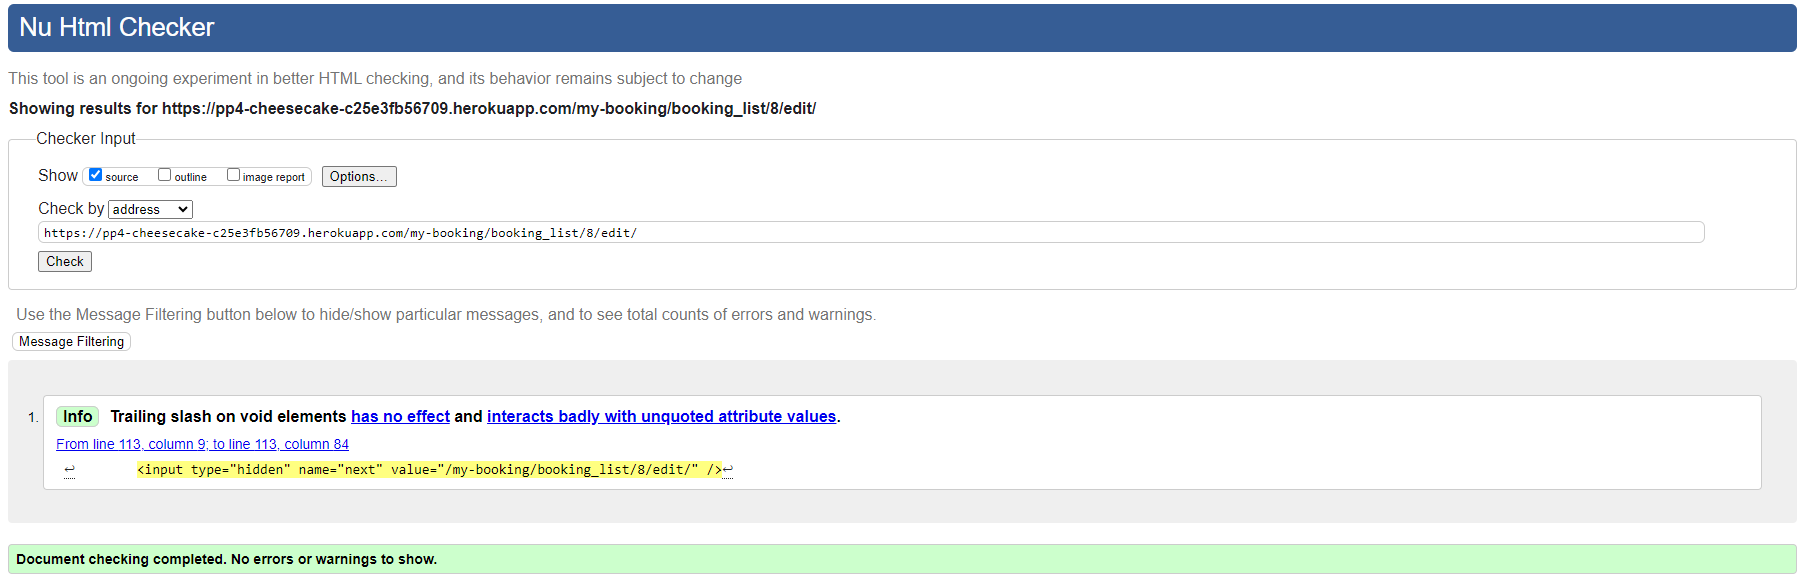 Nu Html Checker
This tool is an ongoing experiment in better HTML checking, and its behavior remains subject to change
Showing results for https://pp4-cheesecake-c25e3fb56709.herokuapp.com/my-booking/booking_list/8/edit/
Checker Input
Show source outline image report Options...
Check by address
https://pp4-cheesecake-c25e3fb56709.herokuapp.com/my-booking/booking_list/8/edit/
Check
Use the Message Filtering button below to hide/show particular messages, and to see total counts of errors and warnings.
Message Filtering
1. Info Trailing slash on void elements has no effect and interacts badly with unquoted attribute values.
From line 113, column 9; to line 113, column 84
↩ <input type="hidden" name="next" value="/my-booking/booking_list/8/edit/" />↩
Document checking completed. No errors or warnings to show.